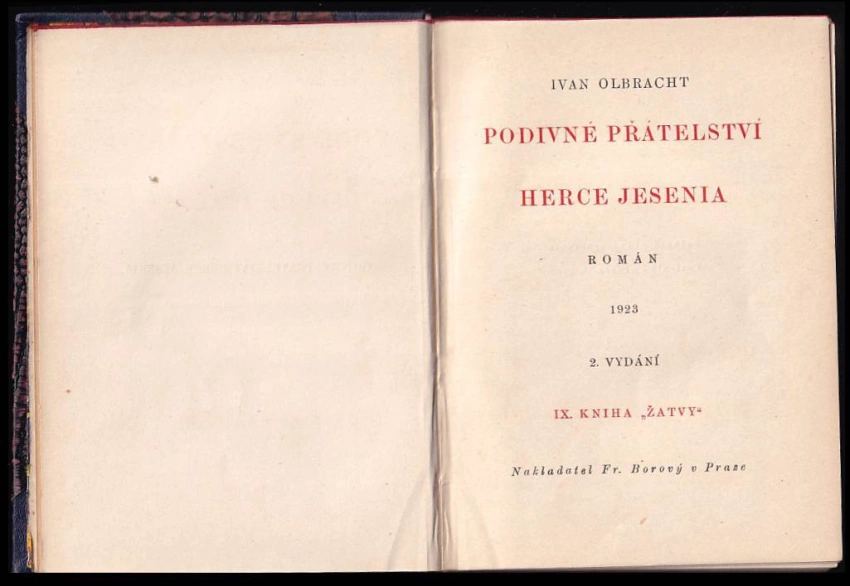 IVAN OLBRACHT
PODIVNÉ PŘÁTELSTVÍ
HERCE JESENIA
ROMÁN
1923
2. VYDÁNÍ
IX. KNIHA „ŽATVY“
Nakladatel Fr. Borový v Praze